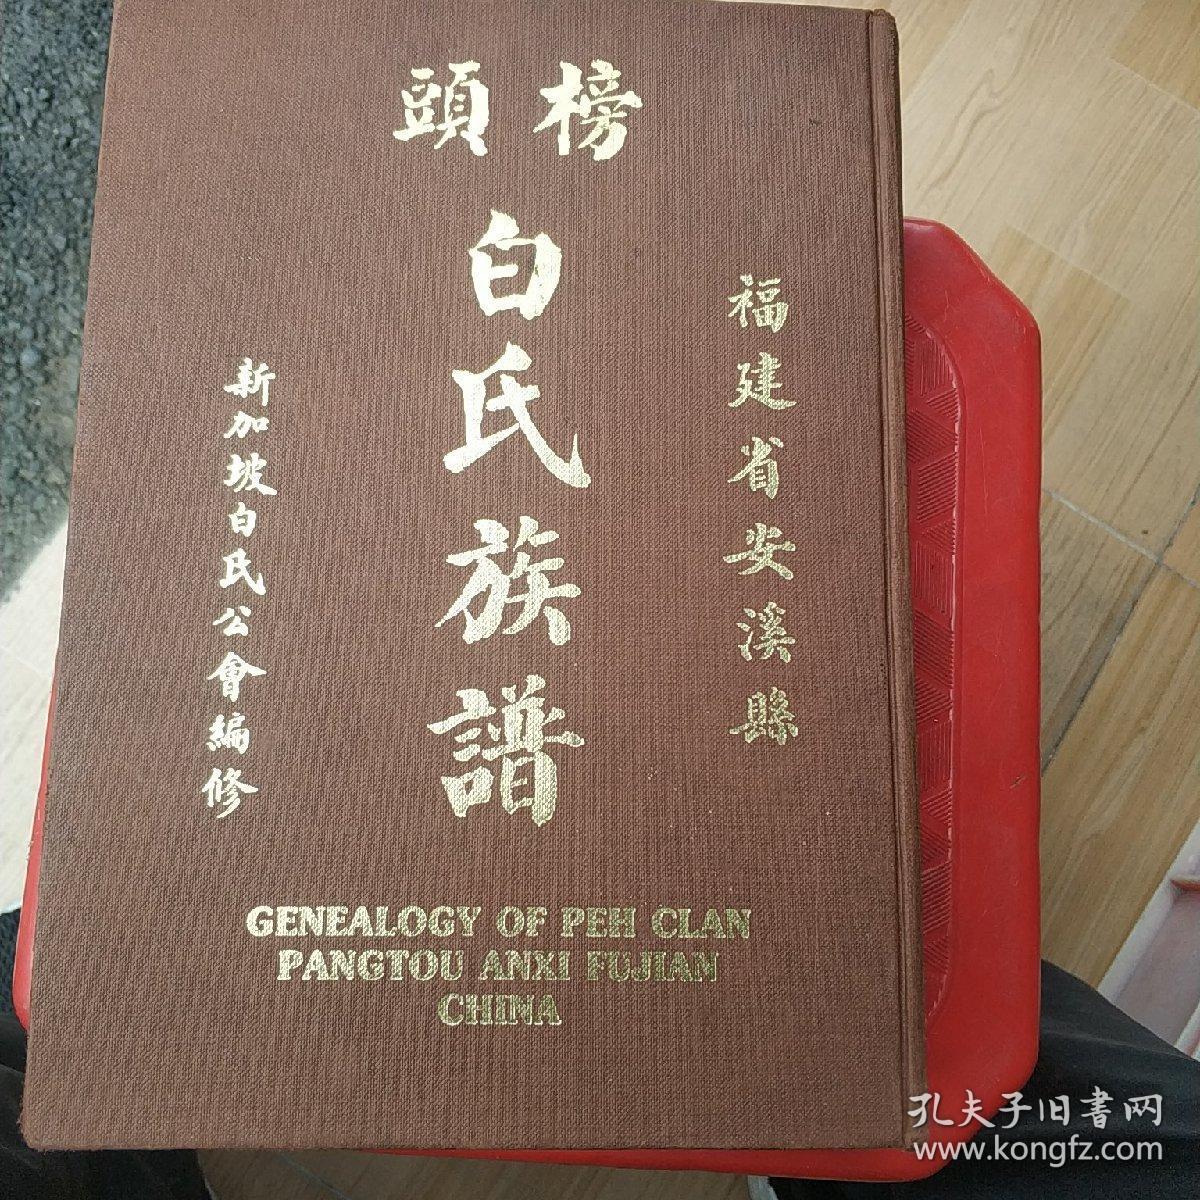 福建省安溪縣
榜頭
白氏族譜
新加坡白氏公會編修
GENEALOGY OF PEH CLAN
PANGTOU ANXI FUJIAN
CHINA
孔夫子旧書网
www.kongfz.com